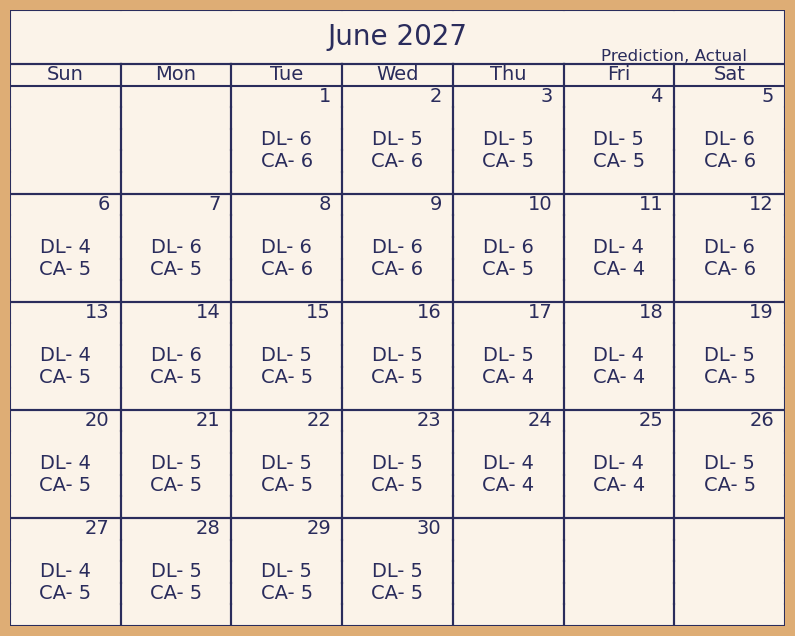 June 2027
Prediction, Actual
Sun Mon Tue Wed Thu Fri Sat
1 2 3 4 5
DL- 6 DL- 5 DL- 5 DL- 5 DL- 6
CA- 6 CA- 6 CA- 5 CA- 5 CA- 6
6 7 8 9 10 11 12
DL- 4 DL- 6 DL- 6 DL- 6 DL- 6 DL- 4 DL- 6
CA- 5 CA- 5 CA- 6 CA- 6 CA- 5 CA- 4 CA- 6
13 14 15 16 17 18 19
DL- 4 DL- 6 DL- 5 DL- 5 DL- 5 DL- 4 DL- 5
CA- 5 CA- 5 CA- 5 CA- 5 CA- 4 CA- 4 CA- 5
20 21 22 23 24 25 26
DL- 4 DL- 5 DL- 5 DL- 5 DL- 4 DL- 4 DL- 5
CA- 5 CA- 5 CA- 5 CA- 5 CA- 4 CA- 4 CA- 5
27 28 29 30
DL- 4 DL- 5 DL- 5 DL- 5
CA- 5 CA- 5 CA- 5 CA- 5